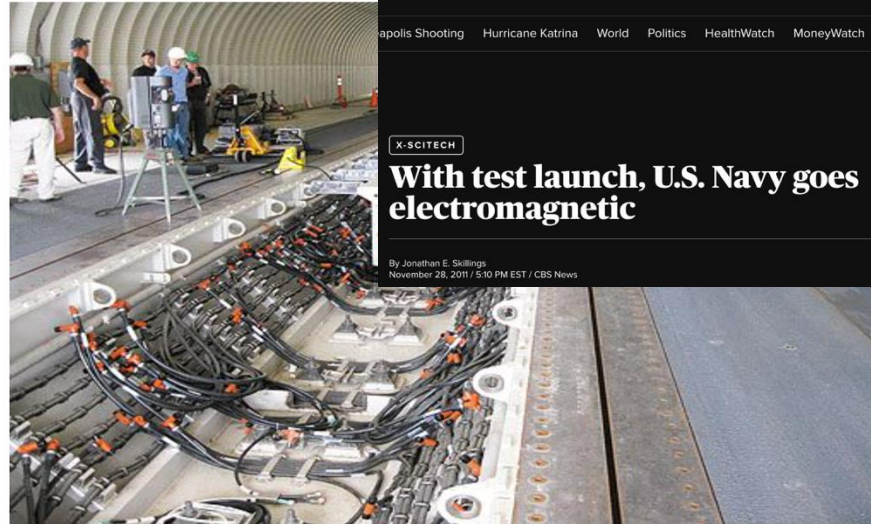 apolis Shooting Hurricane Katrina World Politics HealthWatch MoneyWatch
X-SCITECH
With test launch, U.S. Navy goes
electromagnetic
By Jonathan E. Skillings
November 28, 2011 / 5:10 PM EST / CBS News